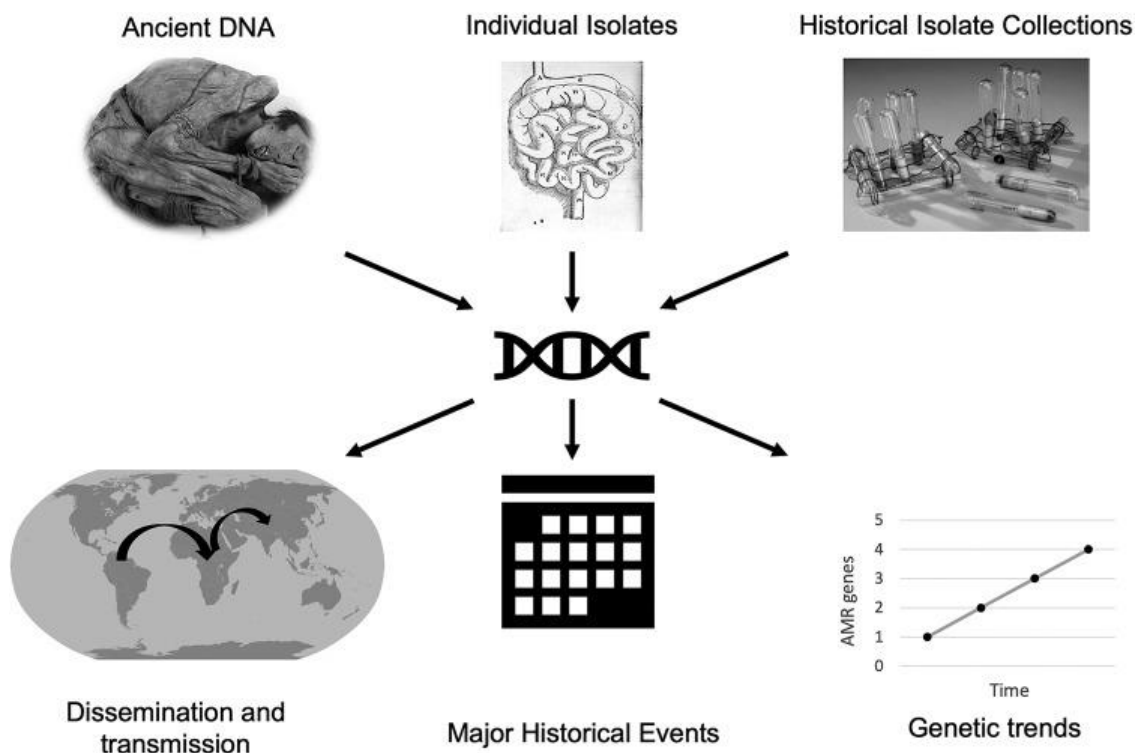 Ancient DNA
Individual Isolates
Historical Isolate Collections
5
4
3
2
1
0
AMR genes
Time
Dissemination and
transmission
Major Historical Events
Genetic trends